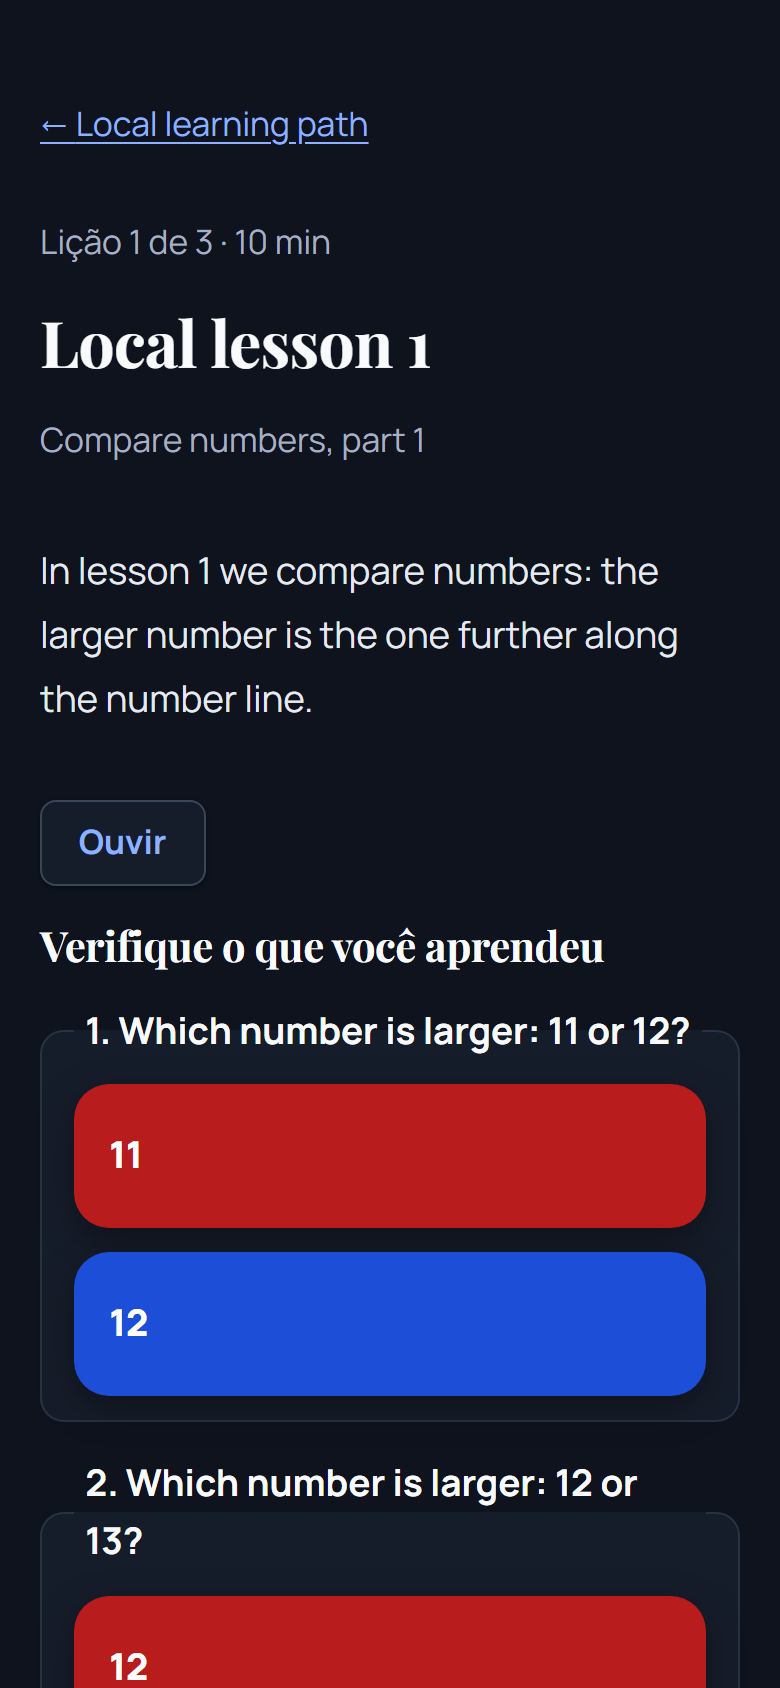 ← Local learning path
Lição 1 de 3 · 10 min
Local lesson 1
Compare numbers, part 1
In lesson 1 we compare numbers: the
larger number is the one further along
the number line.
Ouvir
Verifique o que você aprendeu
1. Which number is larger: 11 or 12?
11
12
2. Which number is larger: 12 or
13?
12